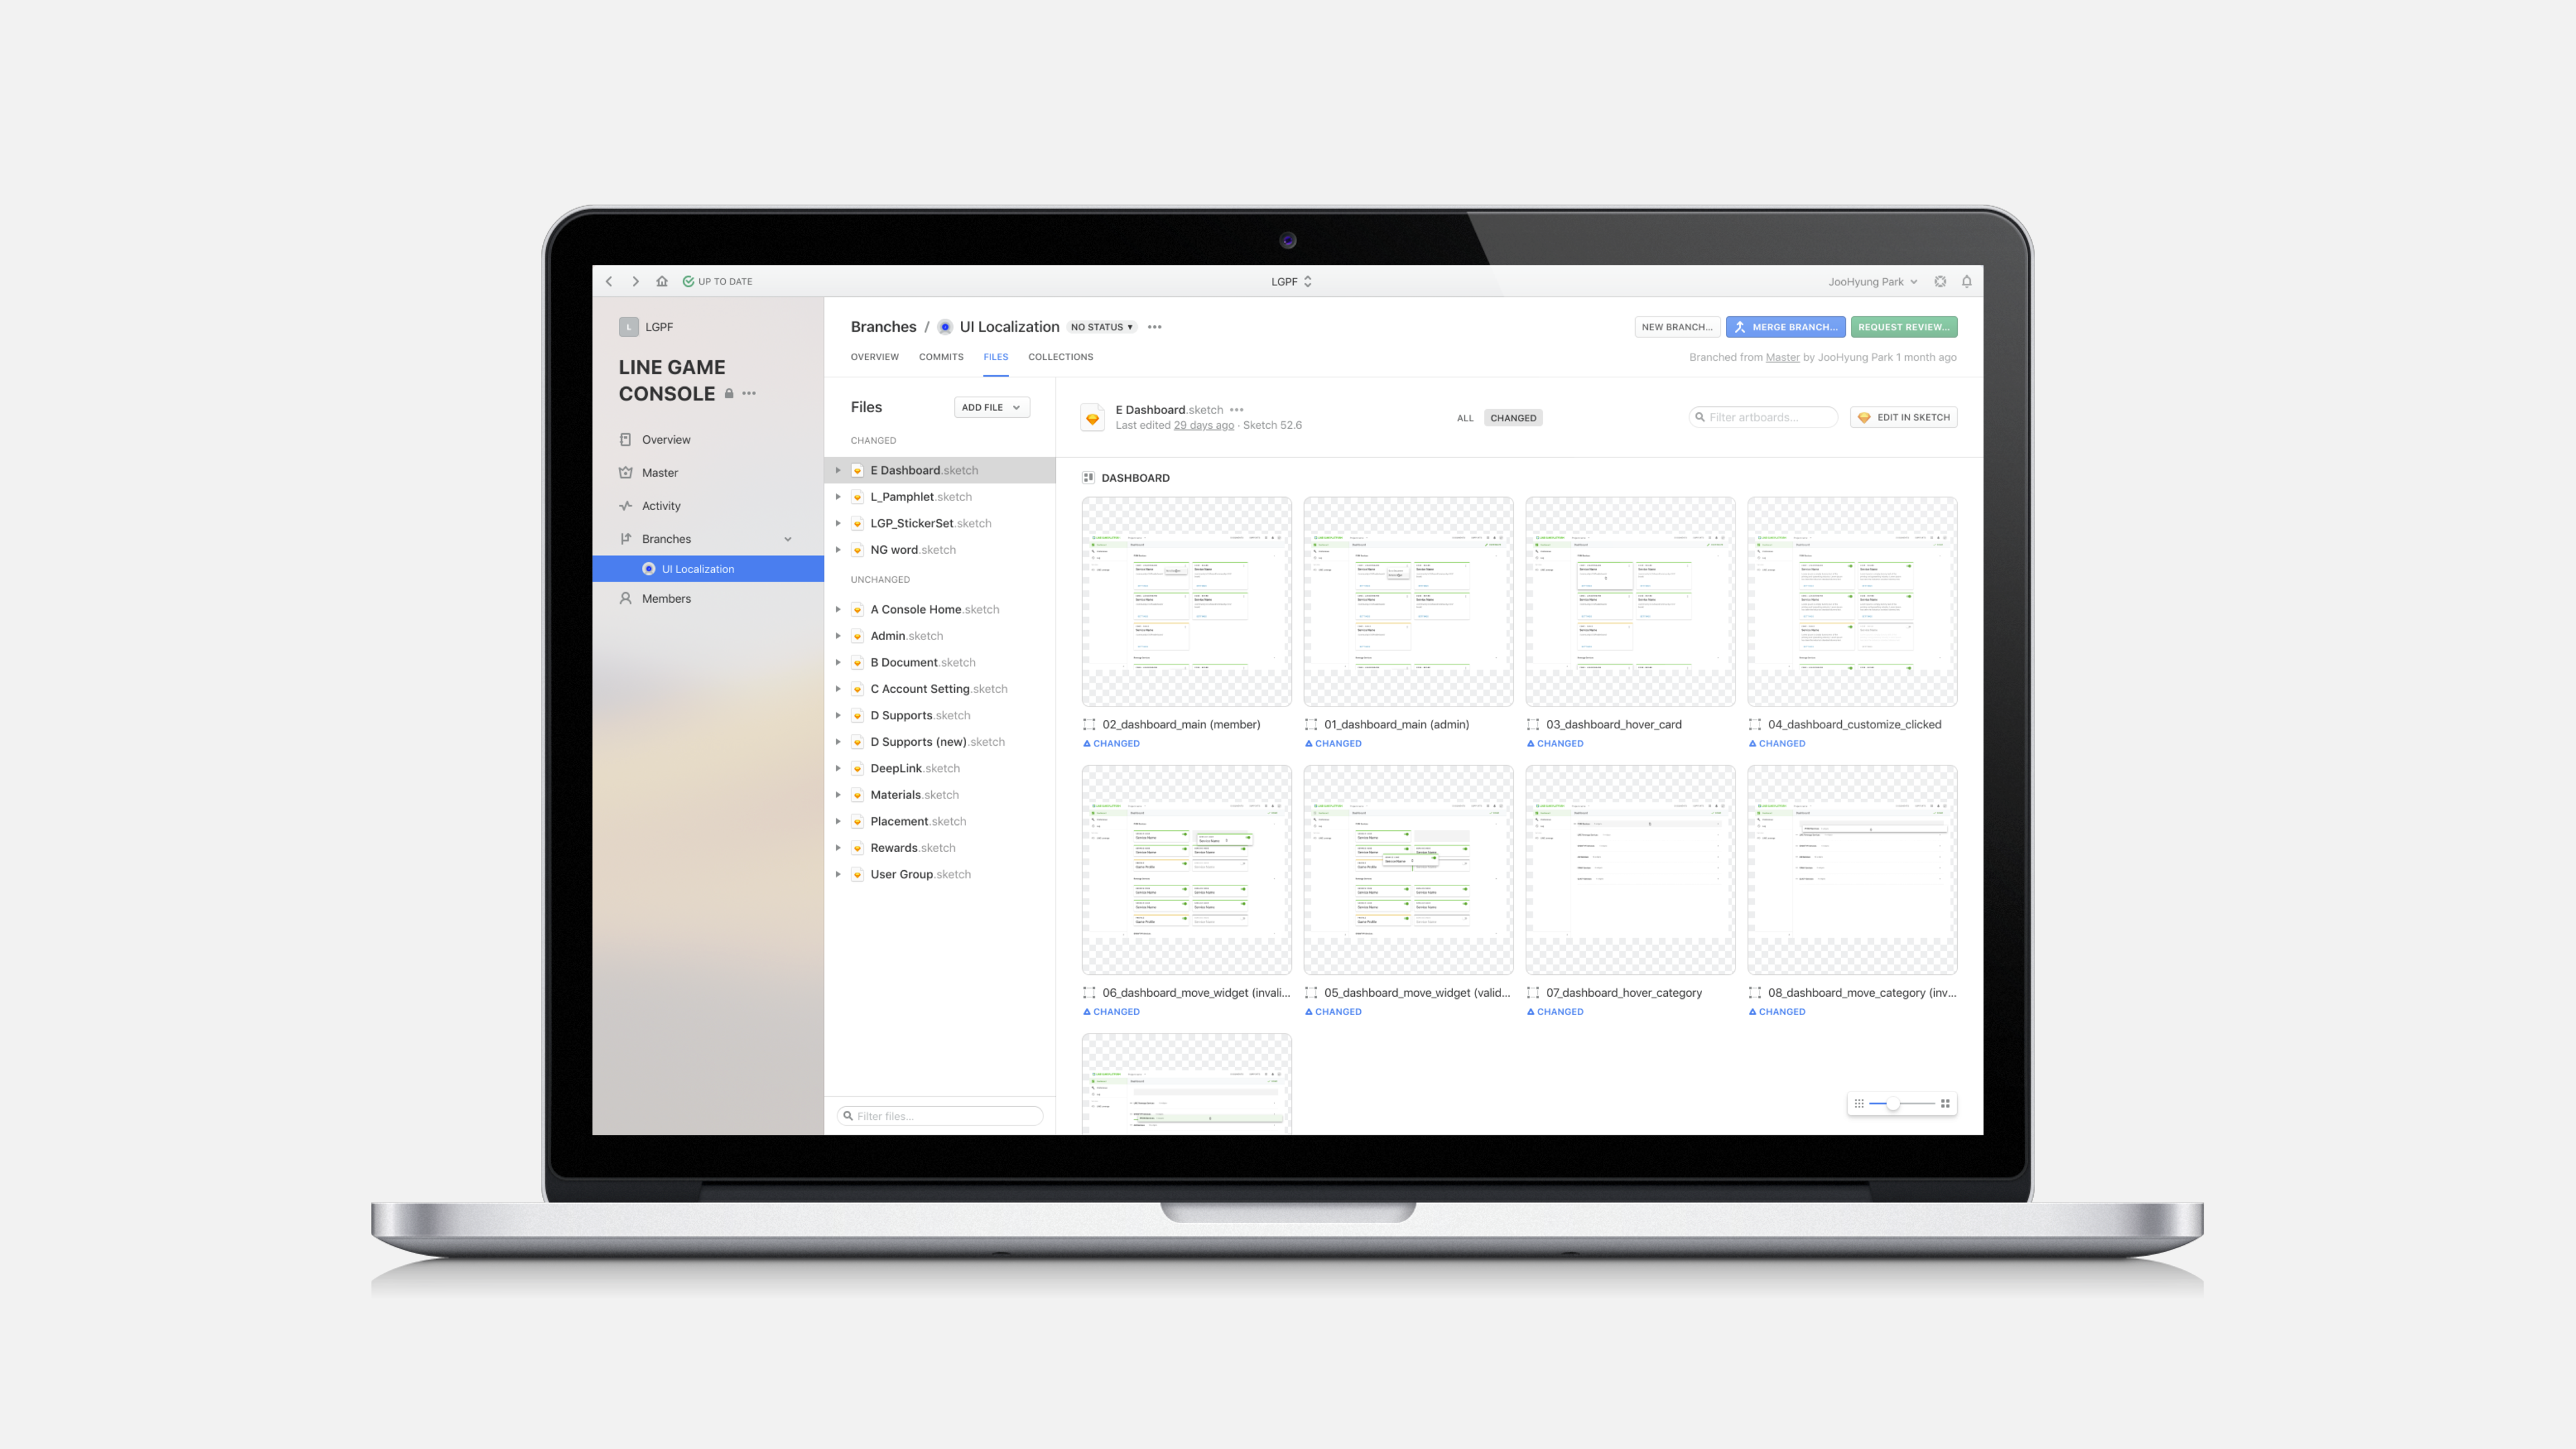 UP TO DATE
LGPF
JooHyung Park
L
LGPF
LINE GAME
CONSOLE
Overview
Master
Activity
Branches
UI Localization
Members
Branches / UI Localization NO STATUS
NEW BRANCH...
MERGE BRANCH...
REQUEST REVIEW...
OVERVIEW
COMMITS
FILES
COLLECTIONS
Branched from Master by JooHyung Park 1 month ago
Files
ADD FILE
CHANGED
E Dashboard.sketch
L_Pamphlet.sketch
LGP_StickerSet.sketch
NG word.sketch
UNCHANGED
A Console Home.sketch
Admin.sketch
B Document.sketch
C Account Setting.sketch
D Supports.sketch
D Supports (new).sketch
DeepLink.sketch
Materials.sketch
Placement.sketch
Rewards.sketch
User Group.sketch
Filter files...
E Dashboard.sketch
Last edited 29 days ago · Sketch 52.6
ALL
CHANGED
Filter artboards...
EDIT IN SKETCH
DASHBOARD
02_dashboard_main (member)
CHANGED
01_dashboard_main (admin)
CHANGED
03_dashboard_hover_card
CHANGED
04_dashboard_customize_clicked
CHANGED
06_dashboard_move_widget (invali...
CHANGED
05_dashboard_move_widget (valid...
CHANGED
07_dashboard_hover_category
CHANGED
08_dashboard_move_category (inv...
CHANGED